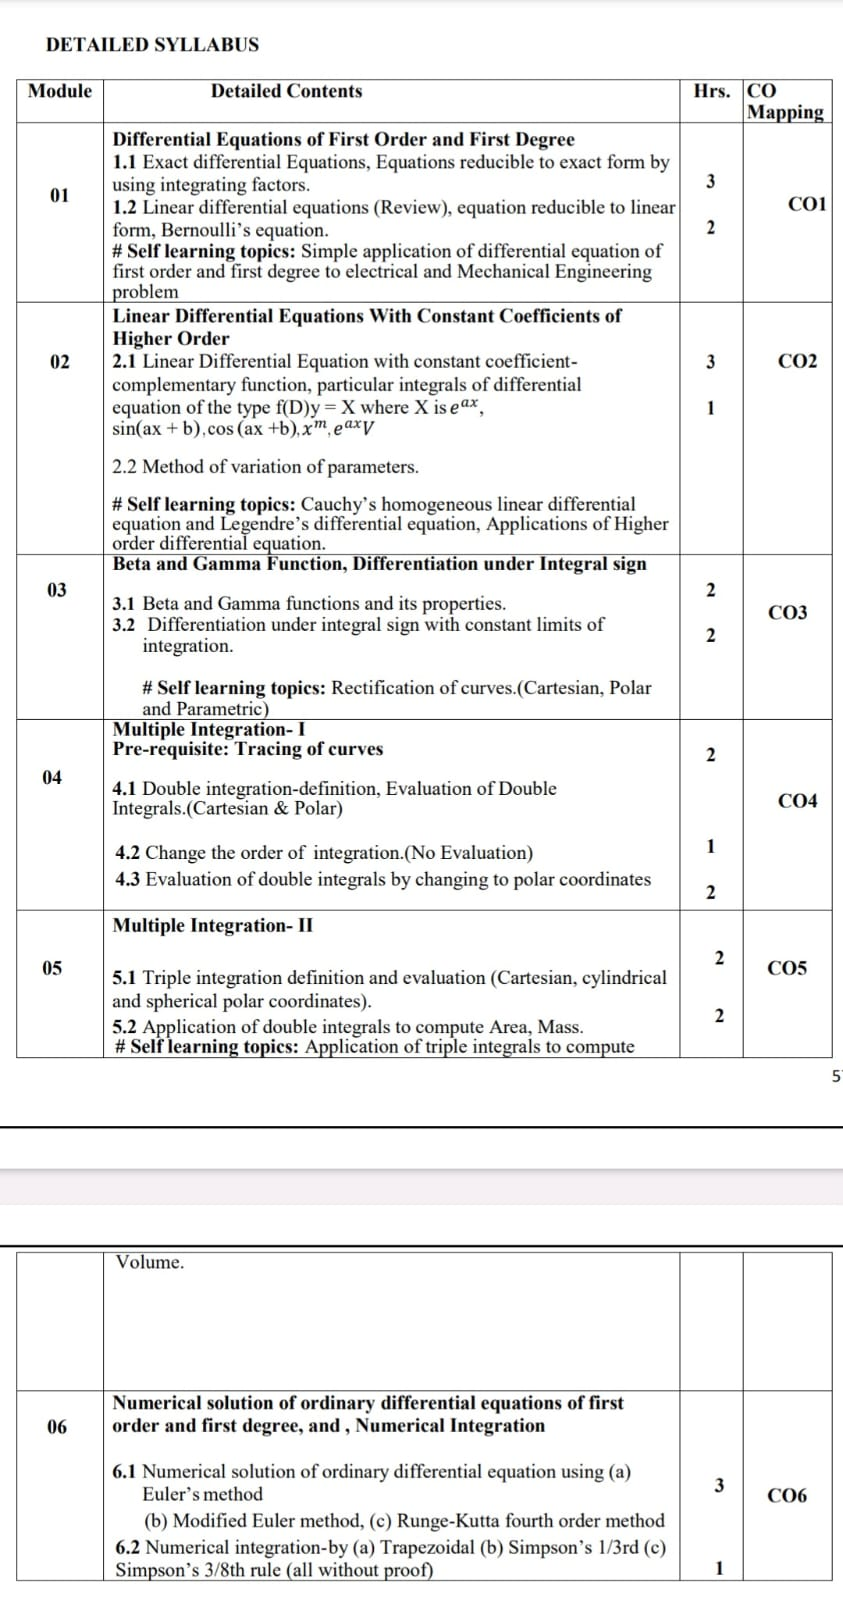 DETAILED SYLLABUS
Module Detailed Contents Hrs. CO
Mapping
Differential Equations of First Order and First Degree
1.1 Exact differential Equations, Equations reducible to exact form by
using integrating factors. 3
01
1.2 Linear differential equations (Review), equation reducible to linear CO1
form, Bernoulli's equation. 2
# Self learning topics: Simple application of differential equation of
first order and first degree to electrical and Mechanical Engineering
problem
Linear Differential Equations With Constant Coefficients of
Higher Order
02 2.1 Linear Differential Equation with constant coefficient- 3 CO2
complementary function, particular integrals of differential
equation of the type f(D)y = X where X is eᵃˣ, 1
sin(ax + b),cos (ax +b),xᵐ,eᵃˣV
2.2 Method of variation of parameters.
# Self learning topics: Cauchy's homogeneous linear differential
equation and Legendre's differential equation, Applications of Higher
order differential equation.
Beta and Gamma Function, Differentiation under Integral sign
03 2
3.1 Beta and Gamma functions and its properties. CO3
3.2 Differentiation under integral sign with constant limits of 2
integration.
# Self learning topics: Rectification of curves.(Cartesian, Polar
and Parametric)
Multiple Integration- I
Pre-requisite: Tracing of curves 2
04
4.1 Double integration-definition, Evaluation of Double CO4
Integrals.(Cartesian & Polar)
4.2 Change the order of integration.(No Evaluation) 1
4.3 Evaluation of double integrals by changing to polar coordinates 2
Multiple Integration- II
05 2 CO5
5.1 Triple integration definition and evaluation (Cartesian, cylindrical
and spherical polar coordinates). 2
5.2 Application of double integrals to compute Area, Mass.
# Self learning topics: Application of triple integrals to compute
Volume.
Numerical solution of ordinary differential equations of first
06 order and first degree, and , Numerical Integration
6.1 Numerical solution of ordinary differential equation using (a) 3
Euler's method CO6
(b) Modified Euler method, (c) Runge-Kutta fourth order method
6.2 Numerical integration-by (a) Trapezoidal (b) Simpson's 1/3rd (c)
Simpson's 3/8th rule (all without proof) 1